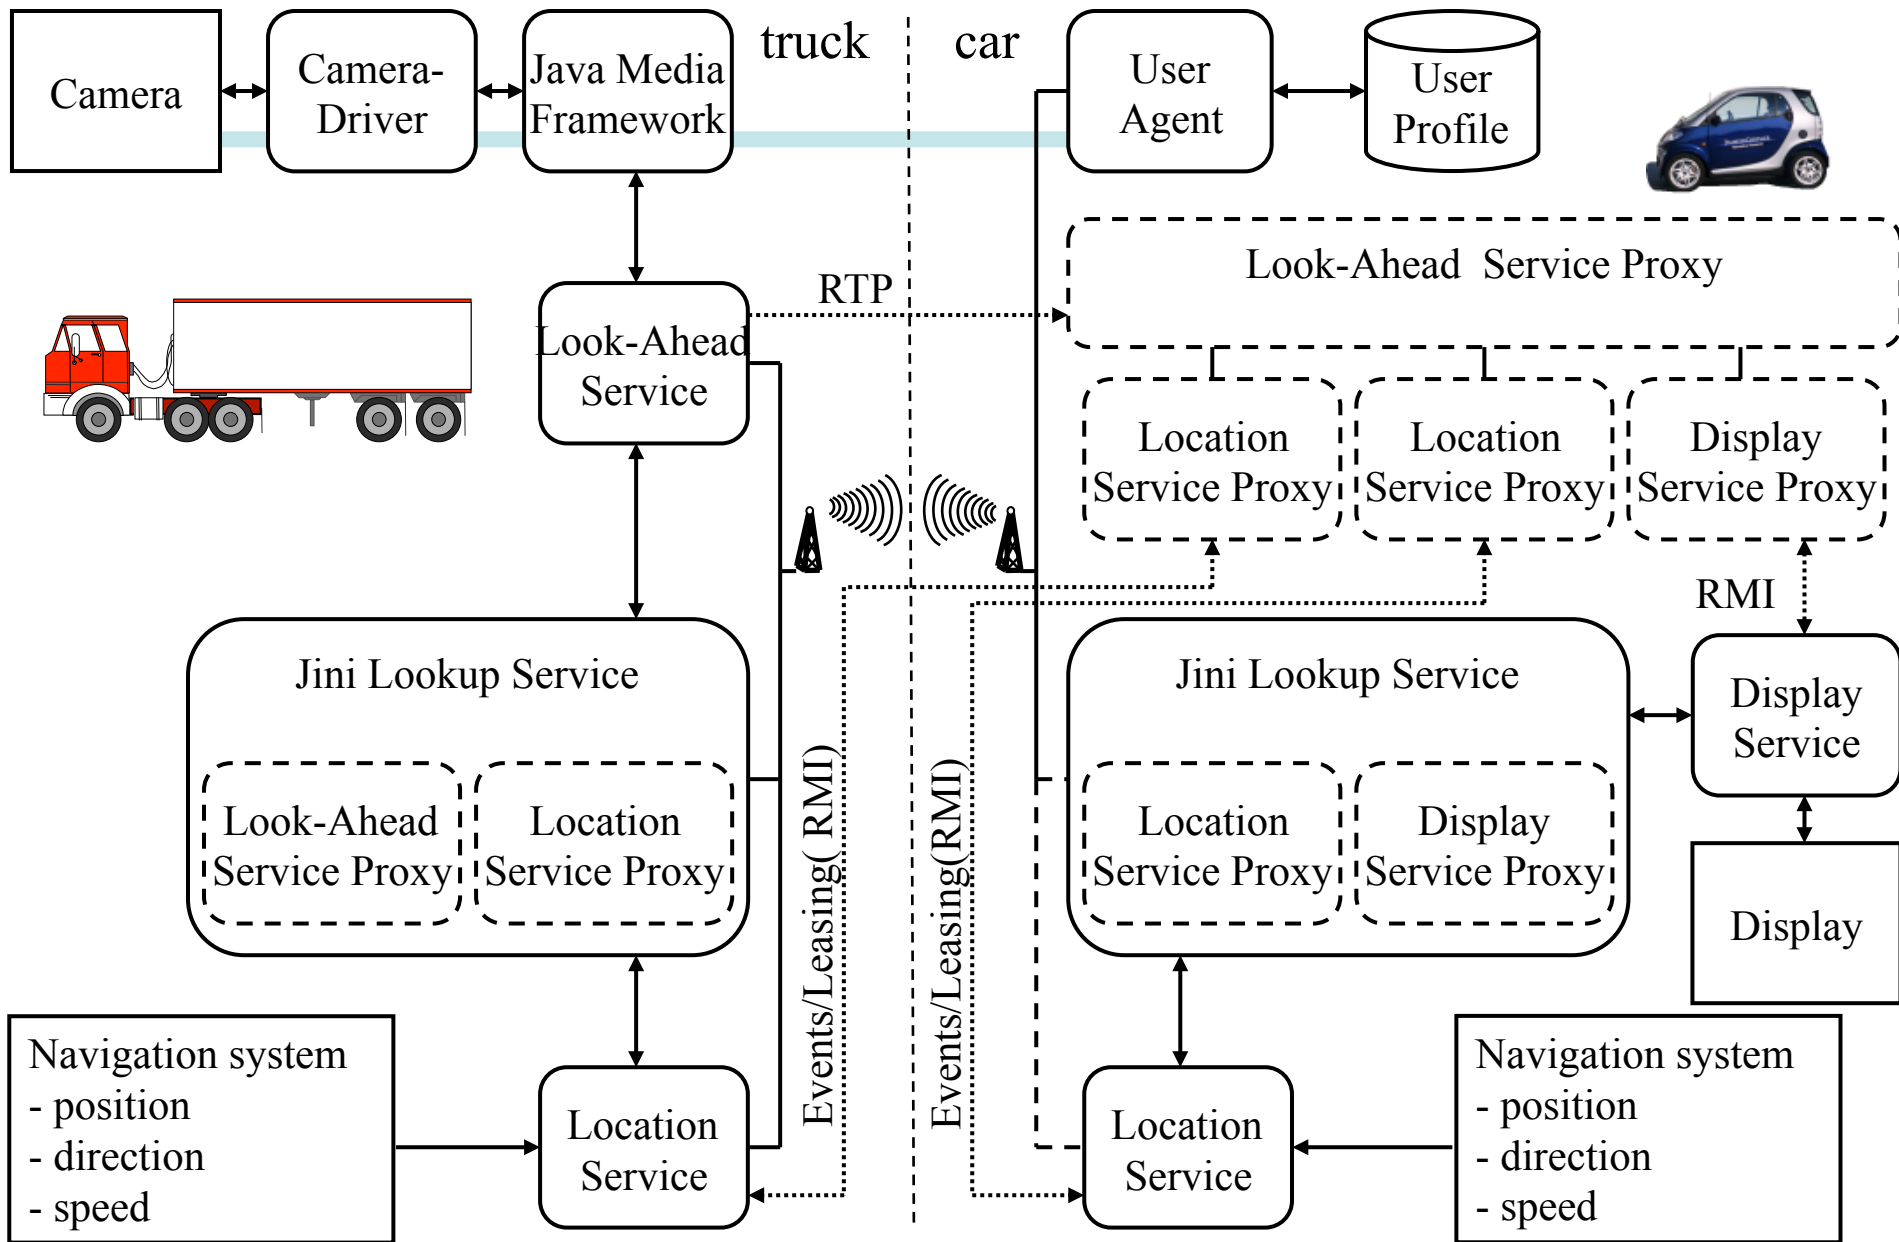 truck
car
Camera
Camera-
Driver
Java Media
Framework
User
Agent
User
Profile
Look-Ahead Service Proxy
RTP
Look-Ahead
Service
Location
Service Proxy
Location
Service Proxy
Display
Service Proxy
RMI
Jini Lookup Service
Look-Ahead
Service Proxy
Location
Service Proxy
Events/Leasing( RMI)
Events/Leasing(RMI)
Jini Lookup Service
Location
Service Proxy
Display
Service Proxy
Display
Service
Display
Navigation system
- position
- direction
- speed
Location
Service
Location
Service
Navigation system
- position
- direction
- speed